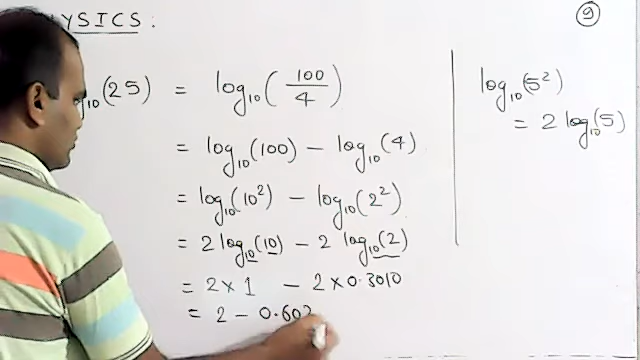 YSICS:
9
10(25) = log10(100/4)
= log10(100) – log10(4)
= log10(10²) – log10(2²)
= 2 log10(10) – 2 log10(2)
= 2 × 1 – 2 × 0.3010
= 2 – 0.602
log10(5²)
= 2 log10(5)